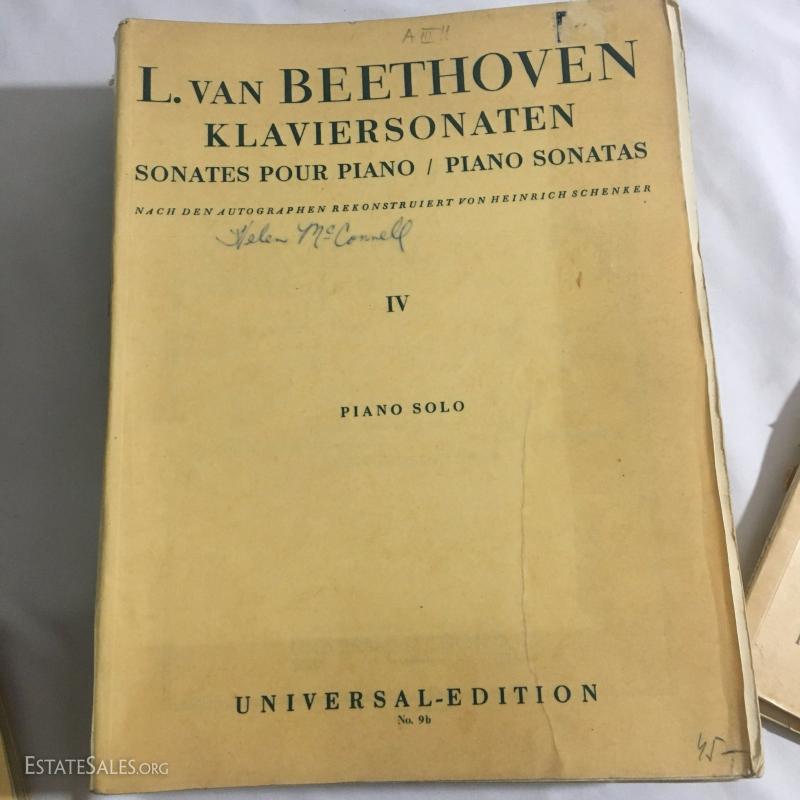 A III 11
L. VAN BEETHOVEN
KLAVIERSONATEN
SONATES POUR PIANO / PIANO SONATAS
NACH DEN AUTOGRAPHEN REKONSTRUIERT VON HEINRICH SCHENKER
Helen McConnell
IV
PIANO SOLO
UNIVERSAL-EDITION
No. 9b
45-
ESTATESALES.ORG